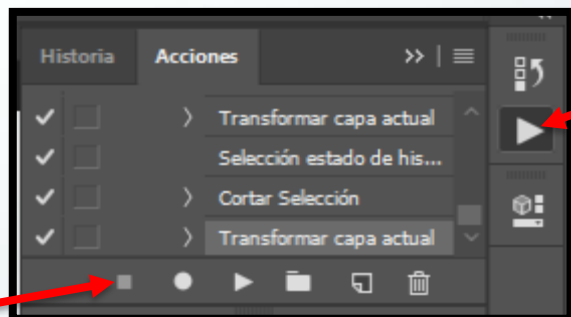 Historia Acciones
Transformar capa actual
Selección estado de his...
Cortar Selección
Transformar capa actual